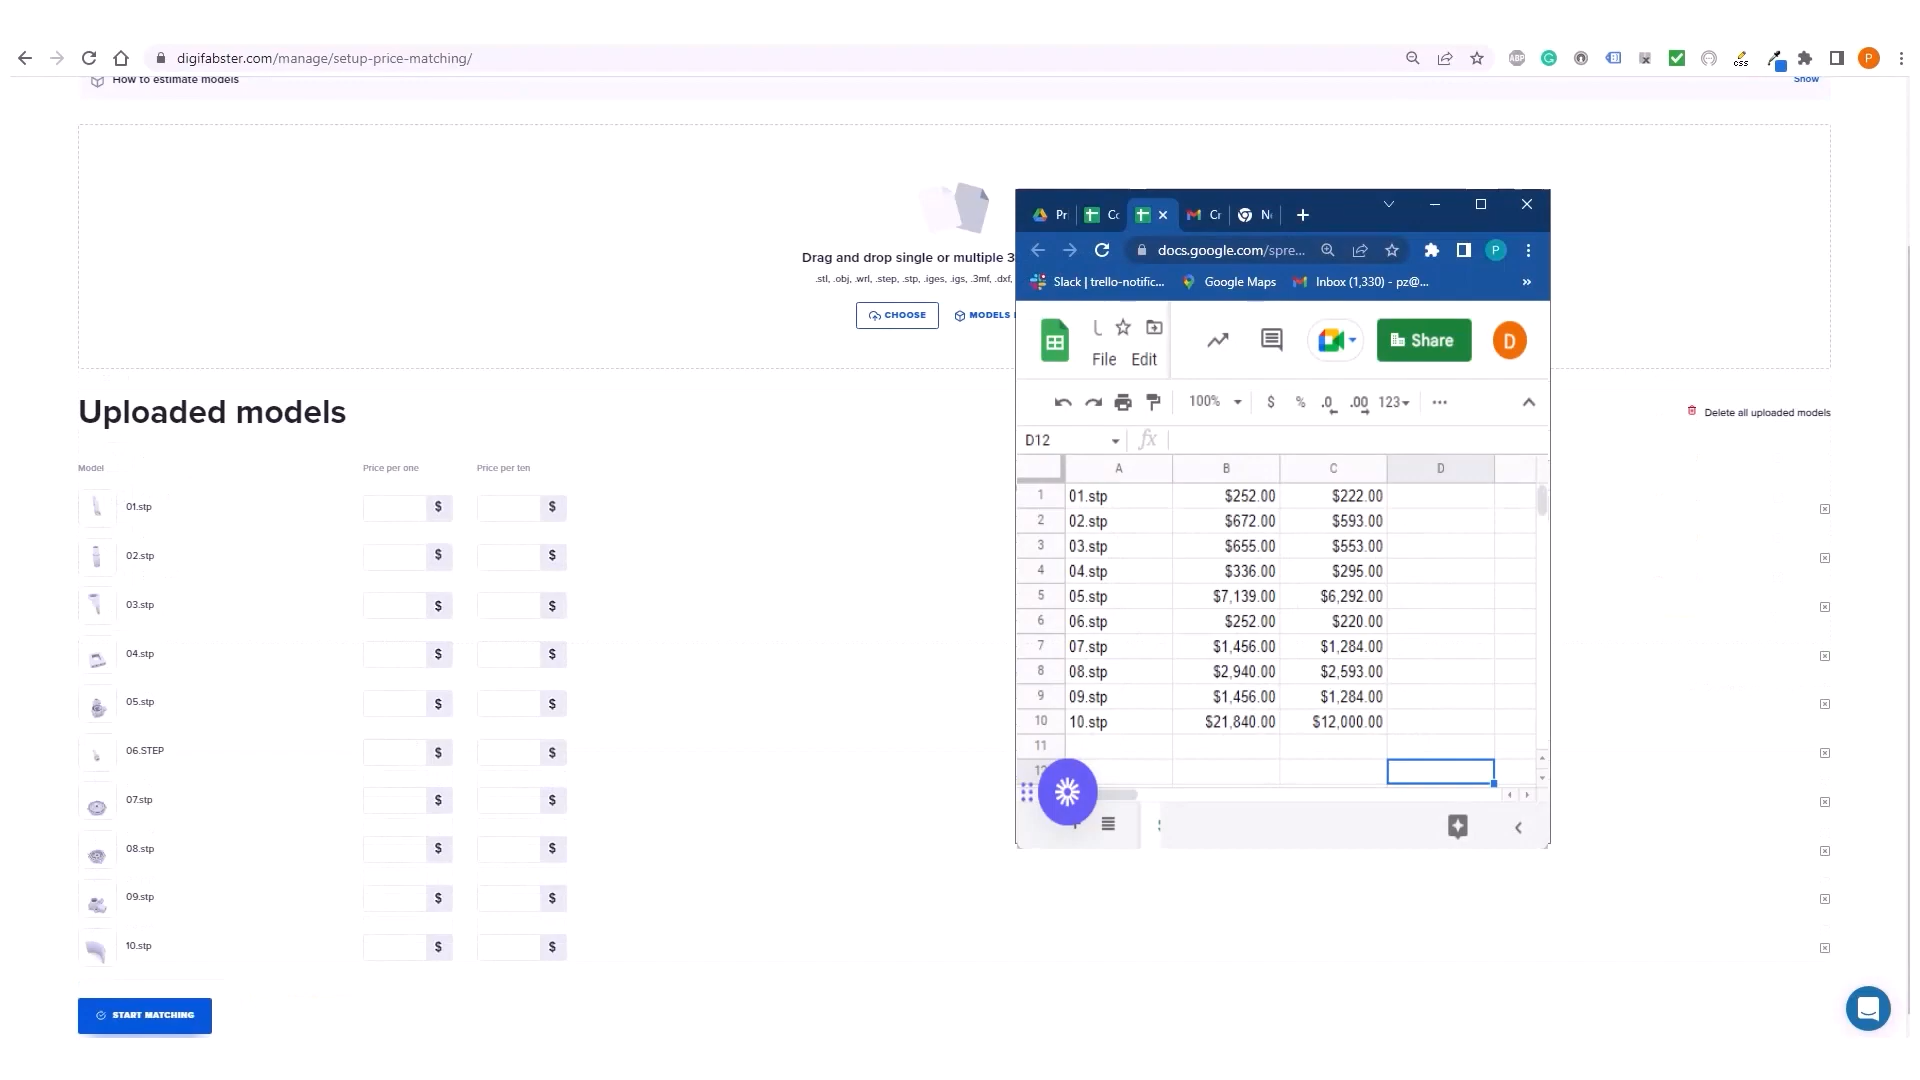 digifabster.com/manage/setup-price-matching/
ABP
css
P
How to estimate models
Show
Drag and drop single or multiple 3
.stl, .obj, .wrl, .step, .stp, .iges, .igs, .3mf, .dxf,
CHOOSE
MODELS
Uploaded models
Delete all uploaded models
Model
Price per one
Price per ten
01.stp
$
$
02.stp
$
$
03.stp
$
$
04.stp
$
$
05.stp
$
$
06.STEP
$
$
07.stp
$
$
08.stp
$
$
09.stp
$
$
10.stp
$
$
START MATCHING
Pr
Cr
docs.google.com/spre...
P
Slack | trello-notific...
Google Maps
Inbox (1,330) - pz@...
»
File Edit
Share
D
100%
$ % .0 .00 123
D12
fx
A B C D
1 01.stp $252.00 $222.00
2 02.stp $672.00 $593.00
3 03.stp $655.00 $553.00
4 04.stp $336.00 $295.00
5 05.stp $7,139.00 $6,292.00
6 06.stp $252.00 $220.00
7 07.stp $1,456.00 $1,284.00
8 08.stp $2,940.00 $2,593.00
9 09.stp $1,456.00 $1,284.00
10 10.stp $21,840.00 $12,000.00
11